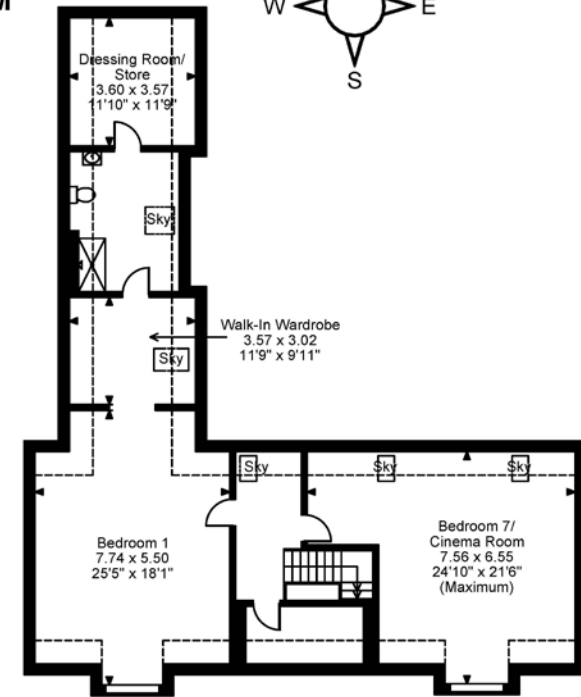 W
E
S
Dressing Room/
Store
3.60 x 3.57
11'10" x 11'9"
Sky
Walk-In Wardrobe
3.57 x 3.02
11'9" x 9'11"
Sky
Sky
Sky
Sky
Bedroom 1
7.74 x 5.50
25'5" x 18'1"
Bedroom 7/
Cinema Room
7.56 x 6.55
24'10" x 21'6"
(Maximum)